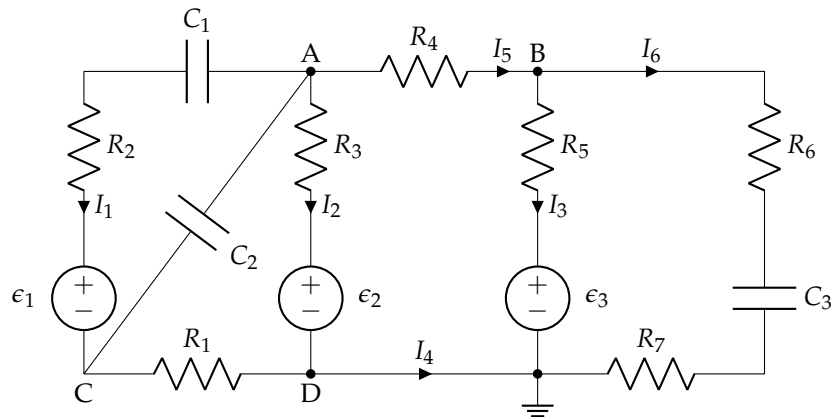 C₁
A
R₄
I₅
B
I₆
R₂
R₃
R₅
R₆
I₁
C₂
I₂
I₃
ϵ₁
+
−
ϵ₂
+
−
ϵ₃
+
−
C₃
R₁
I₄
R₇
C
D